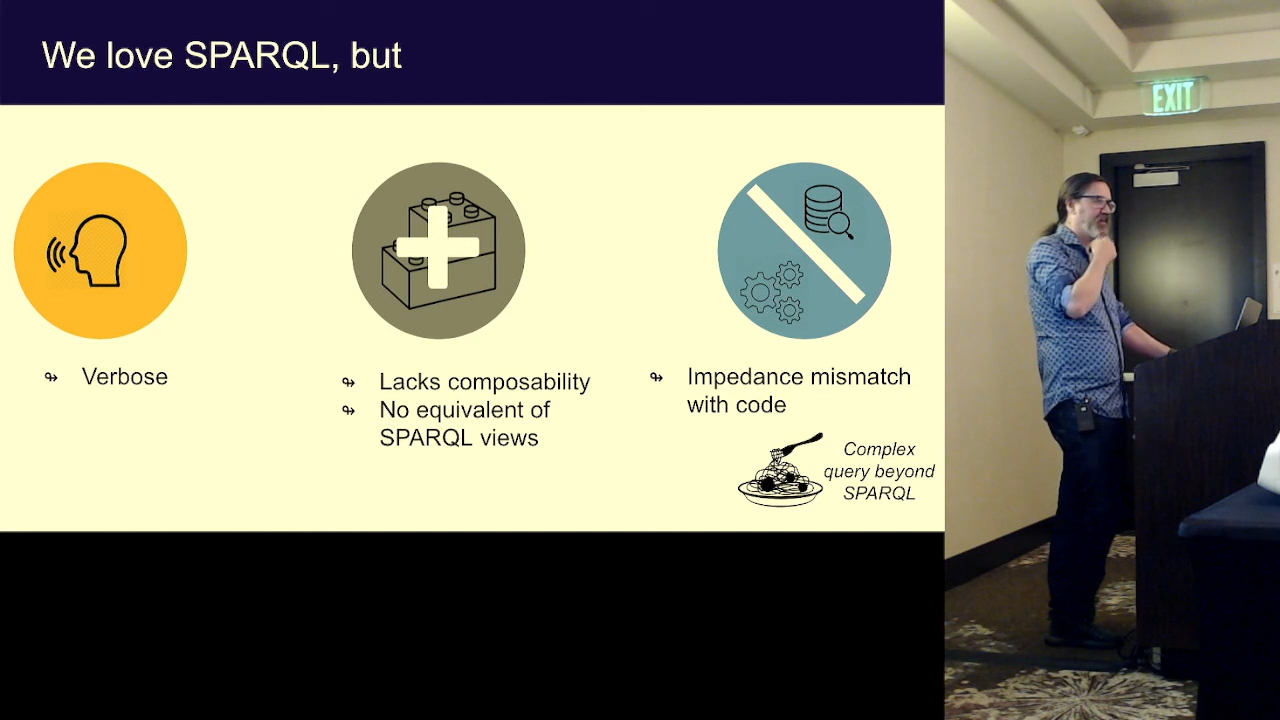 We love SPARQL, but
Verbose
Lacks composability
No equivalent of
SPARQL views
Impedance mismatch
with code
Complex
query beyond
SPARQL
EXIT